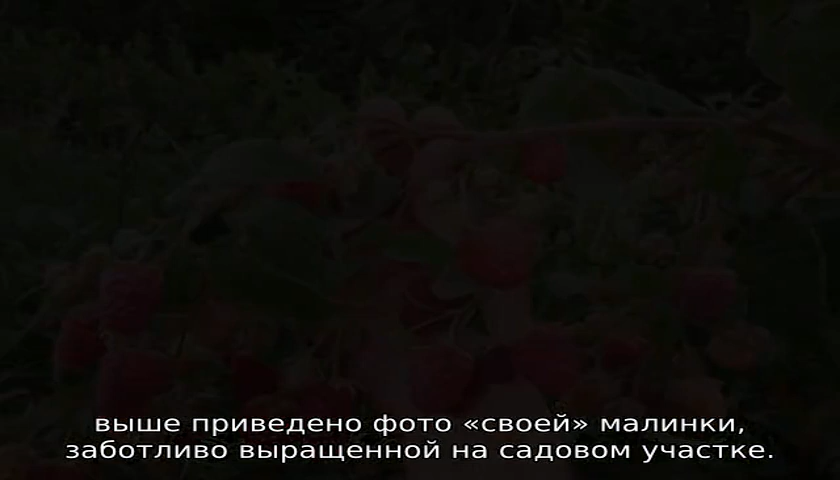 выше приведено фото «своей» малинки,
заботливо выращенной на садовом участке.